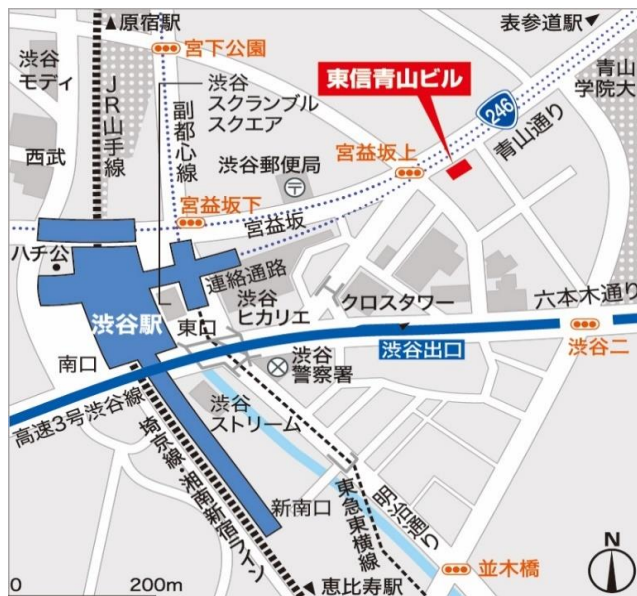 ▲原宿駅
表参道駅
宮下公園
渋谷
モディ
JR山手線
副都心線
渋谷
スクランブル
スクエア
東信青山ビル
246
青山
学院大
青山通り
西武
渋谷郵便局
〒
宮益坂上
宮益坂下
宮益坂
ハチ公
連絡通路
渋谷駅
東口
渋谷
ヒカリエ
クロスタワー
六本木通り
渋谷出口
渋谷二
南口
渋谷
警察署
高速3号渋谷線
渋谷
ストリーム
埼京線・湘南新宿ライン
新南口
東急東横線
明治通り
並木橋
N
0
200m
恵比寿駅